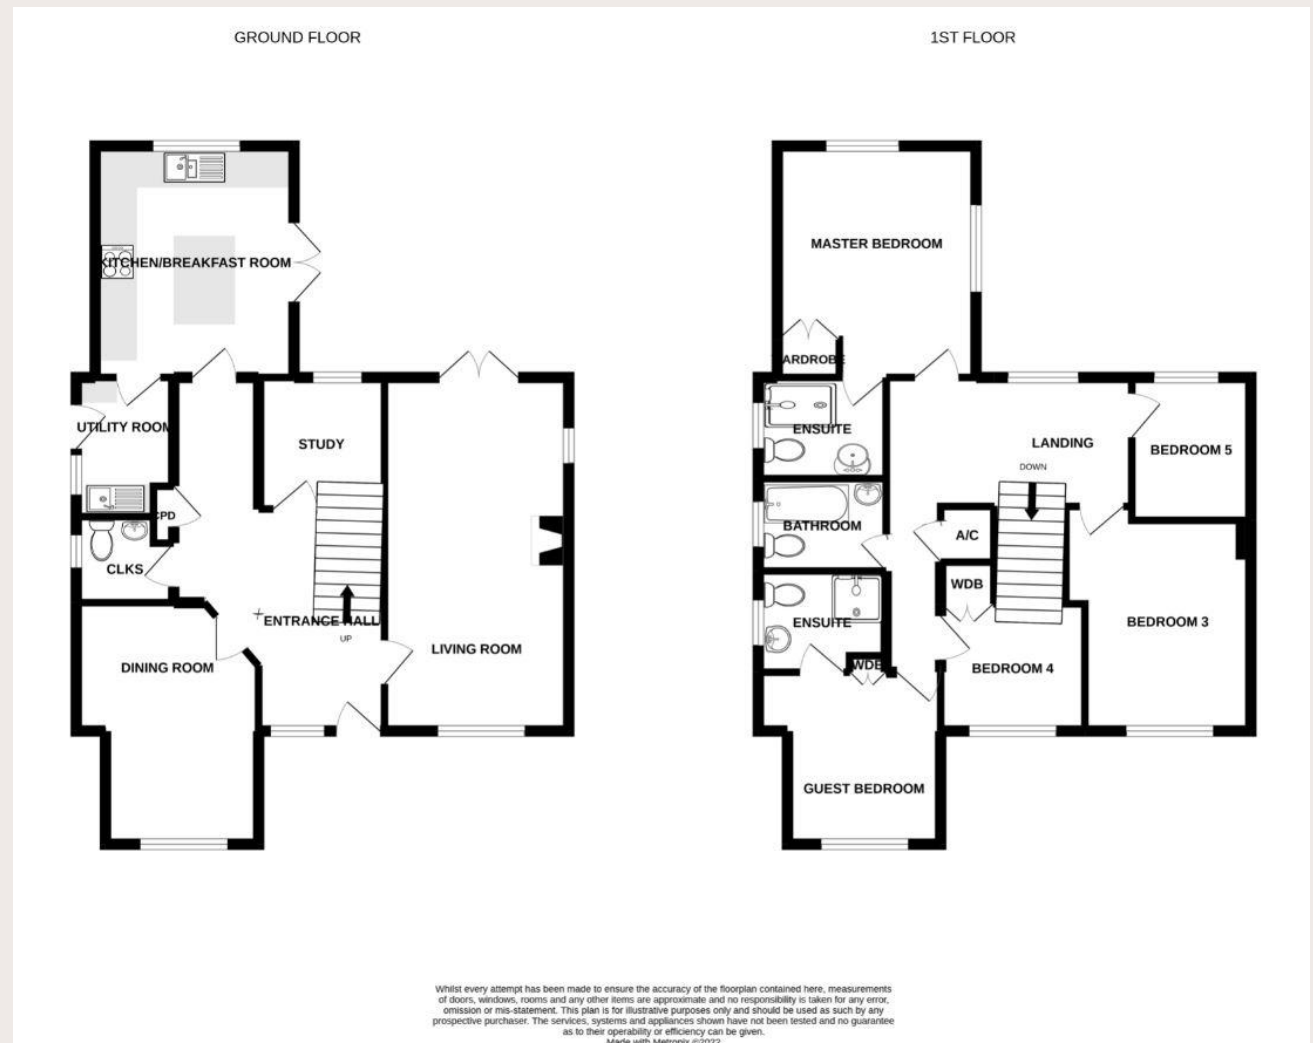 GROUND FLOOR
KITCHEN/BREAKFAST ROOM
UTILITY ROOM
STUDY
CPD
CLKS
ENTRANCE HALL
UP
LIVING ROOM
DINING ROOM
1ST FLOOR
MASTER BEDROOM
WARDROBE
ENSUITE
LANDING
DOWN
BEDROOM 5
BATHROOM
A/C
WDB
ENSUITE
BEDROOM 3
WDB
BEDROOM 4
GUEST BEDROOM
Whilst every attempt has been made to ensure the accuracy of the floorplan contained here, measurements
of doors, windows, rooms and any other items are approximate and no responsibility is taken for any error,
omission or mis-statement. This plan is for illustrative purposes only and should be used as such by any
prospective purchaser. The services, systems and appliances shown have not been tested and no guarantee
as to their operability or efficiency can be given.
Made with Metropix ©2022